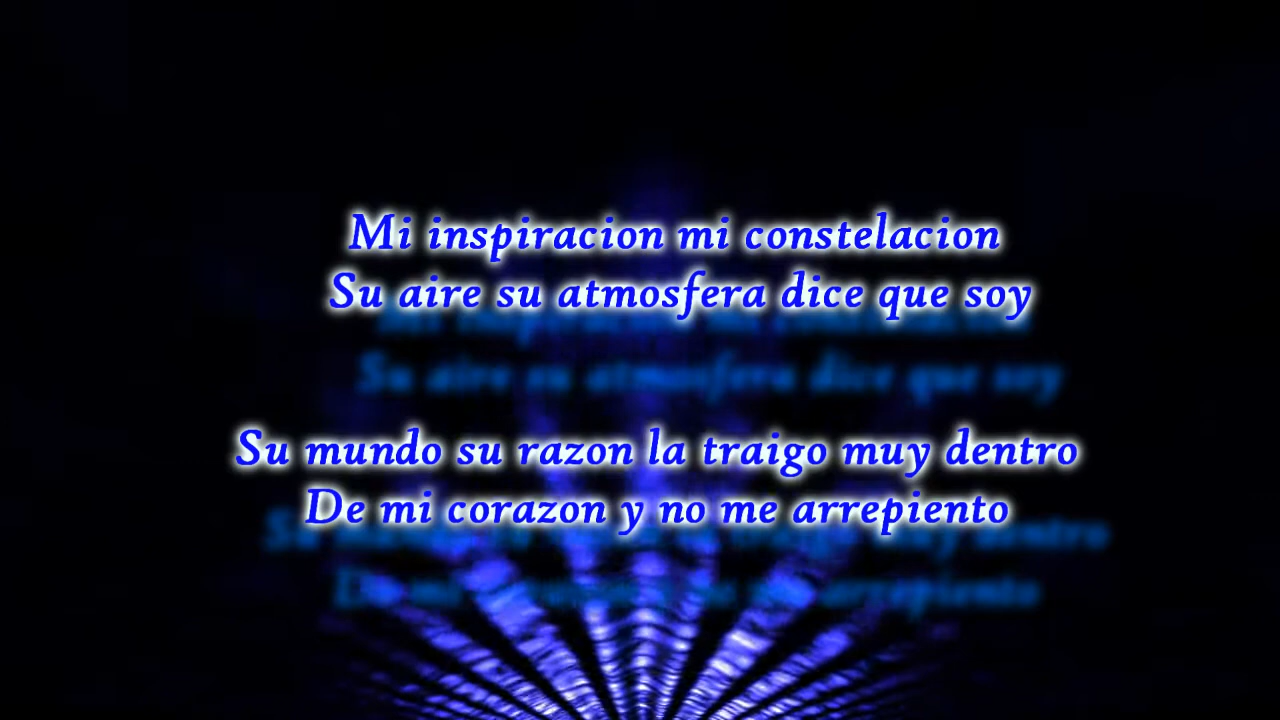 Mi inspiracion mi constelacion
Su aire su atmosfera dice que soy
Su mundo su razon la traigo muy dentro
De mi corazon y no me arrepiento